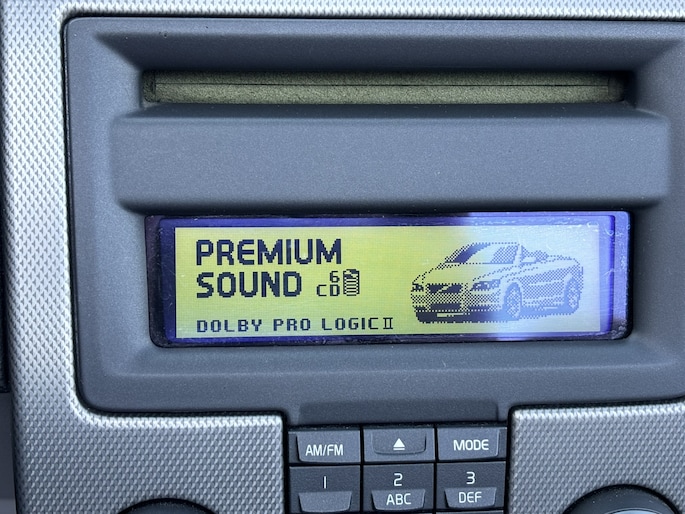 PREMIUM
SOUND 6
CD
DOLBY PRO LOGIC II
AM/FM ⏏ MODE
1 2 3
ABC DEF